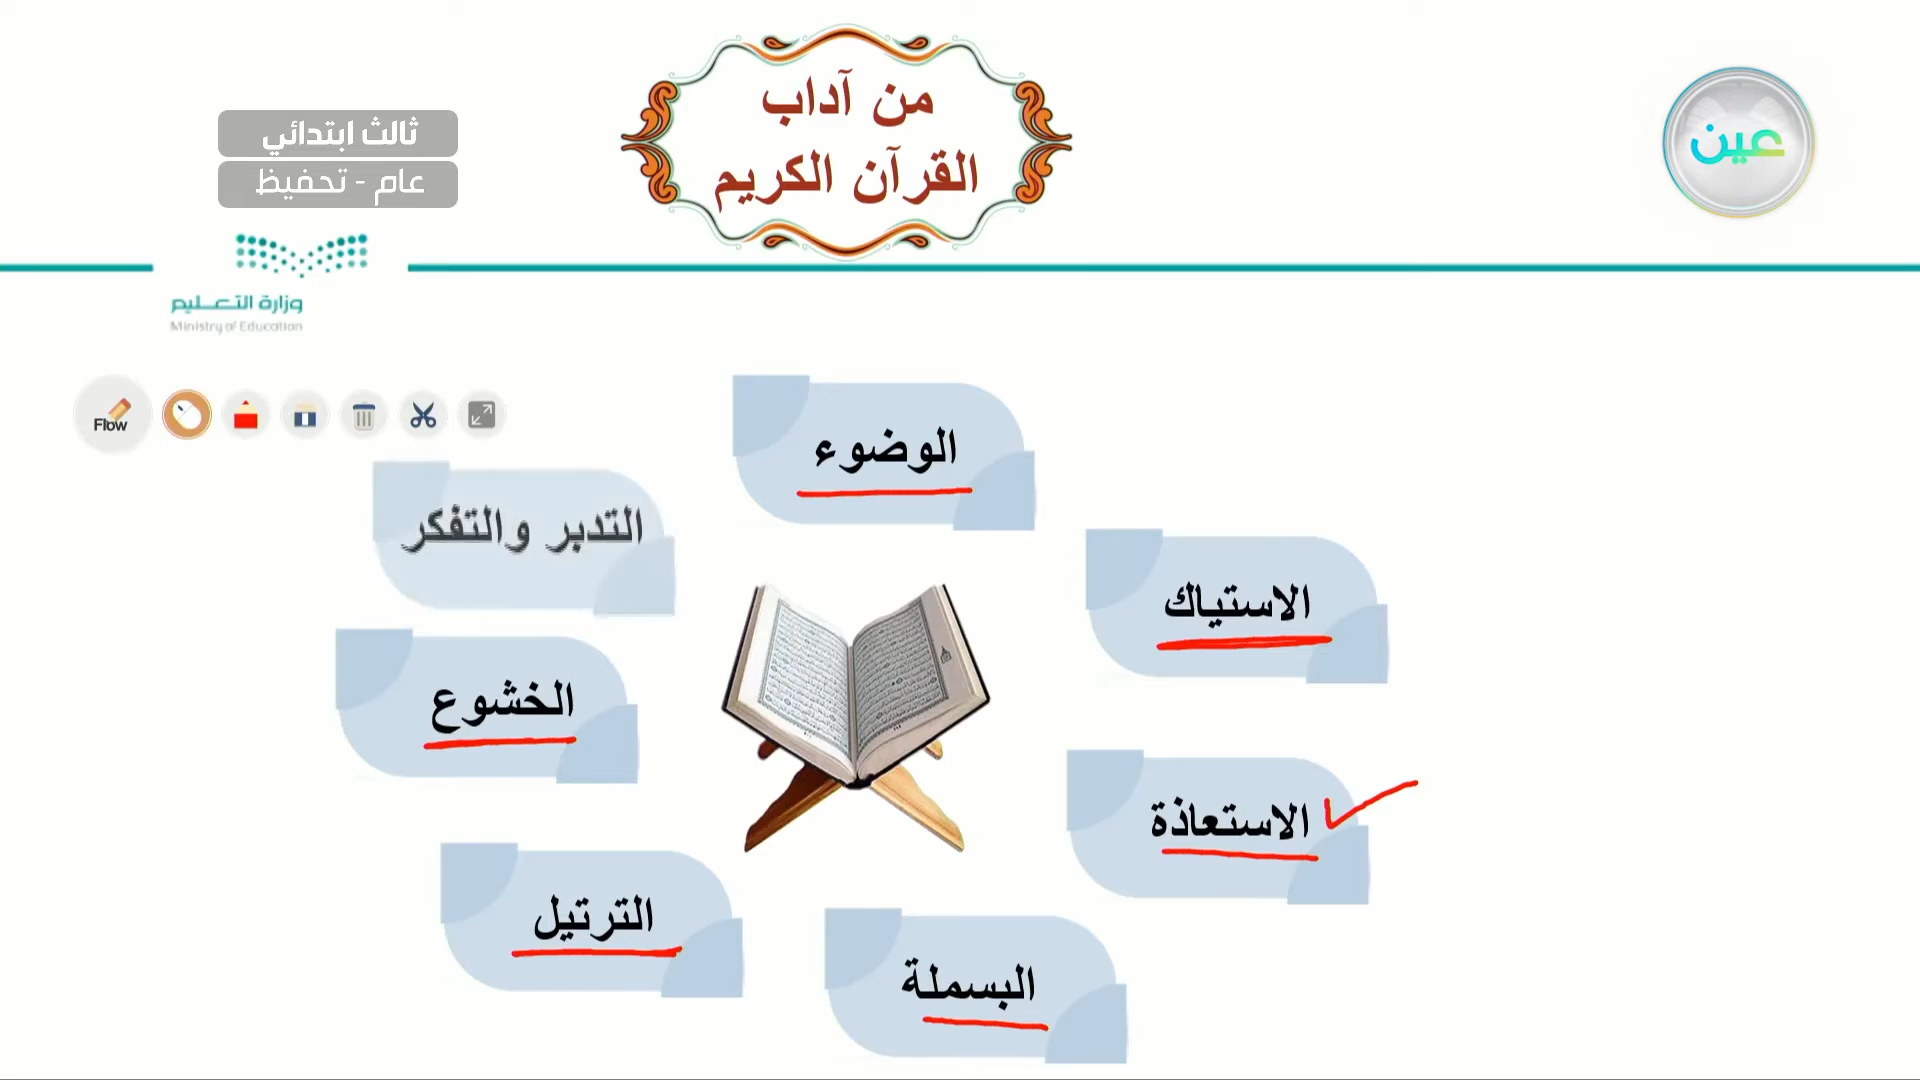 من آداب
القرآن الكريم
عين
ثالث ابتدائي
عام - تحفيظ
وزارة التعليم
Ministry of Education
Flow
الوضوء
الاستياك
الاستعاذة
البسملة
الترتيل
الخشوع
التدبر والتفكر